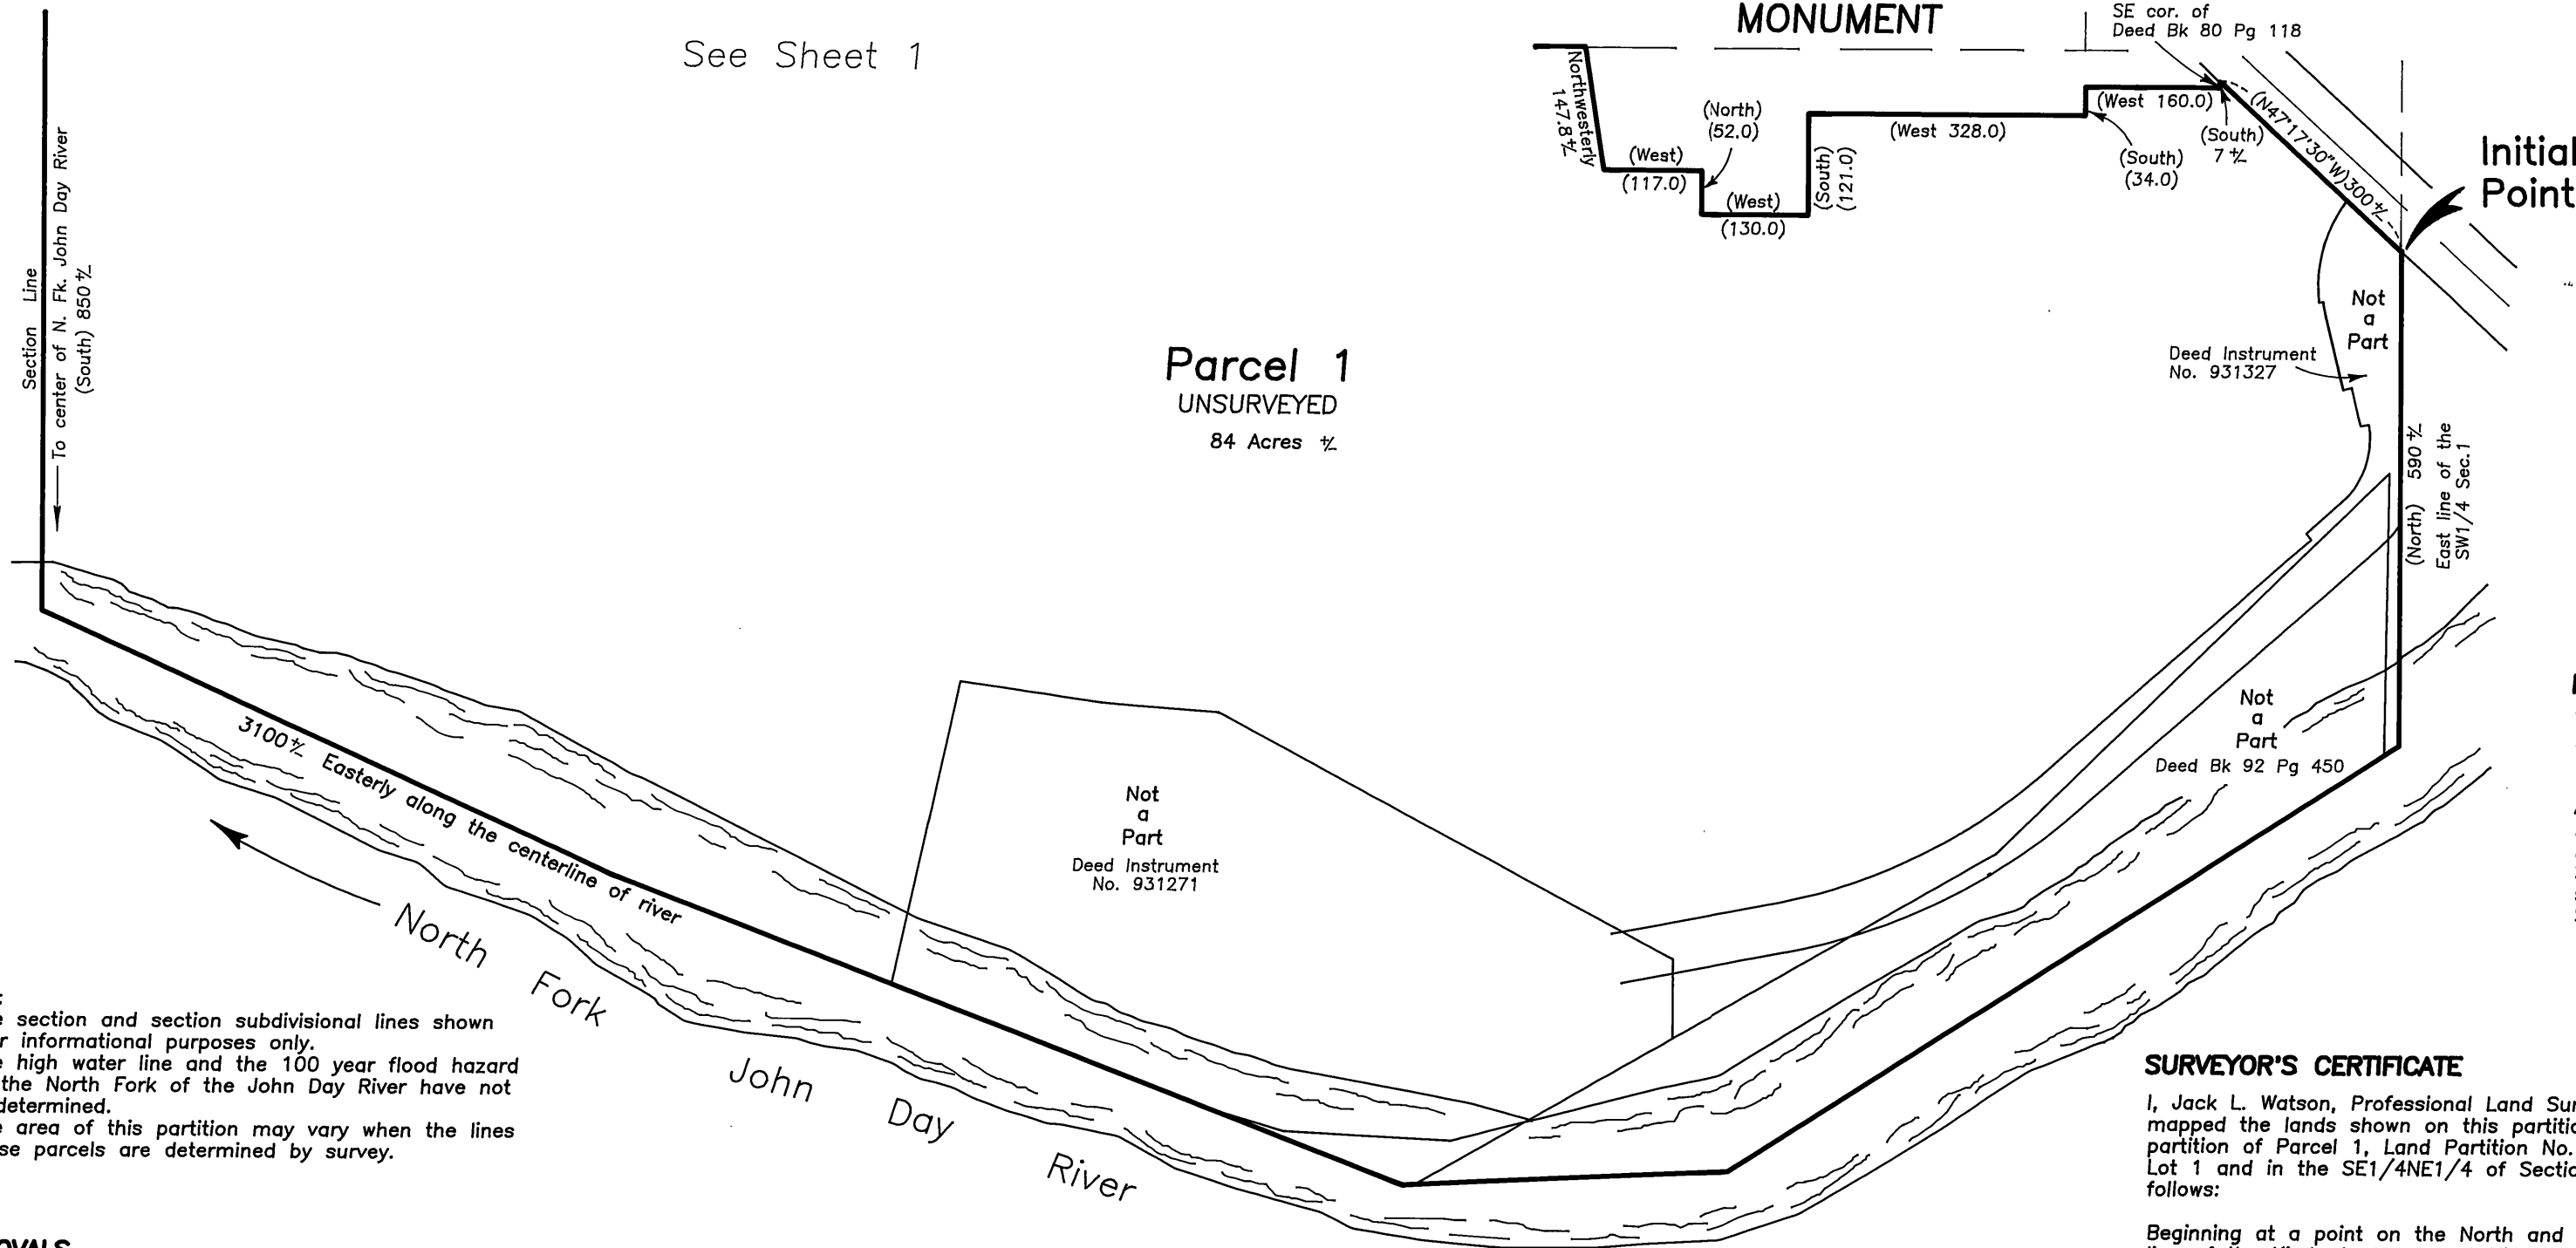 See Sheet 1
MONUMENT
SE cor. of
Deed Bk 80 Pg 118
Northwesterly
147.8 +/-
(West)
(117.0)
(North)
(52.0)
(West)
(130.0)
(South)
(121.0)
(West 328.0)
(West 160.0)
(South)
(34.0)
(South)
7 +/-
(N47°17'30"W)300 +/-
Initial
Point
Section Line
To center of N. Fk. John Day River
(South) 850 +/-
Parcel 1
UNSURVEYED
84 Acres +/-
Not
a
Part
Deed Instrument
No. 931327
(North) 590 +/-
East line of the
SW1/4 Sec.1
Not
a
Part
Deed Bk 92 Pg 450
3100 +/- Easterly along the centerline of river
Not
a
Part
Deed Instrument
No. 931271
North Fork John Day River
section and section subdivisional lines shown
informational purposes only.
high water line and the 100 year flood hazard
the North Fork of the John Day River have not
determined.
area of this partition may vary when the lines
se parcels are determined by survey.
OVALS
SURVEYOR'S CERTIFICATE
I, Jack L. Watson, Professional Land Sur
mapped the lands shown on this partitio
partition of Parcel 1, Land Partition No.
Lot 1 and in the SE1/4NE1/4 of Sectio
follows:
Beginning at a point on the North and